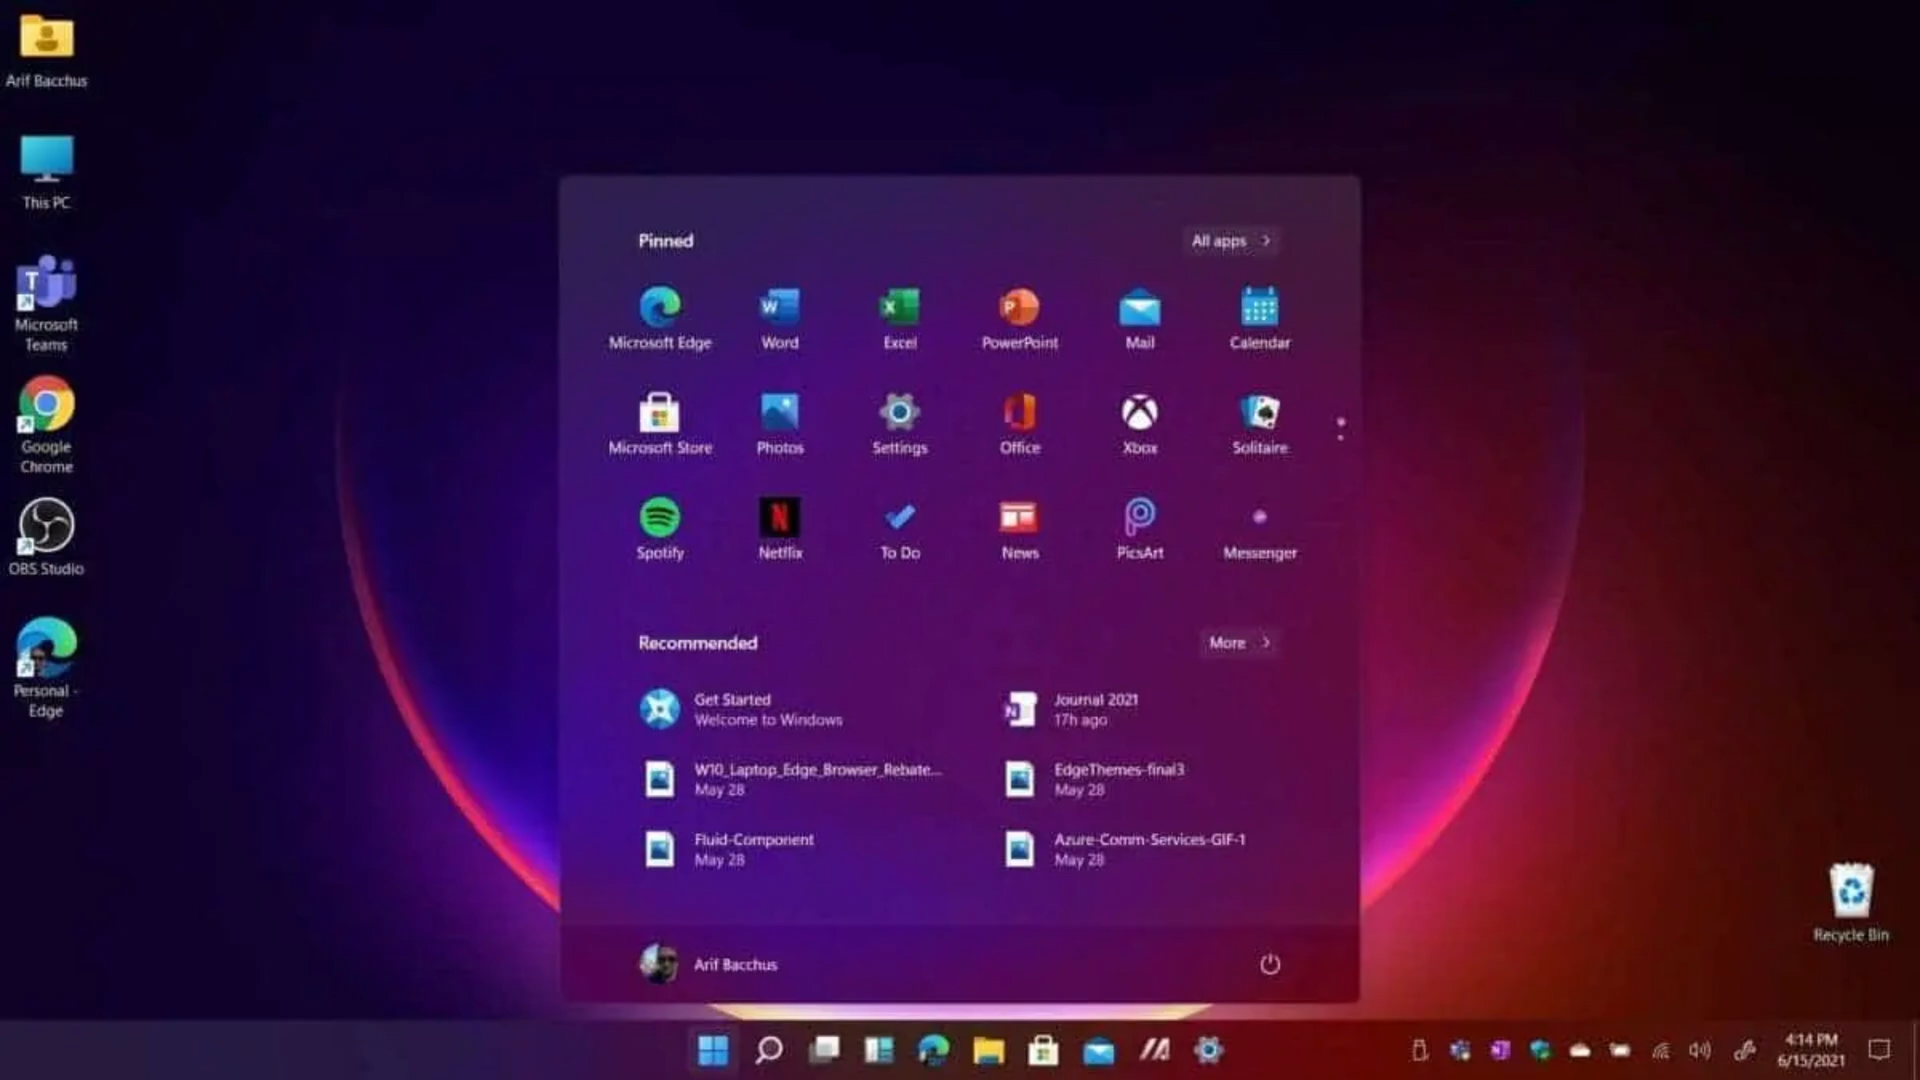 Arif Bacchus
This PC
Microsoft
Teams
Google
Chrome
OBS Studio
Personal -
Edge
Pinned
All apps
Microsoft Edge
Word
Excel
PowerPoint
Mail
Calendar
Microsoft Store
Photos
Settings
Office
Xbox
Solitaire
Spotify
Netflix
To Do
News
PicsArt
Messenger
Recommended
More
Get Started
Welcome to Windows
Journal 2021
17h ago
W10_Laptop_Edge_Browser_Rebate...
May 28
EdgeThemes-final3
May 28
Fluid-Component
May 28
Azure-Comm-Services-GIF-1
May 28
Arif Bacchus
Recycle Bin
4:14 PM
6/15/2021